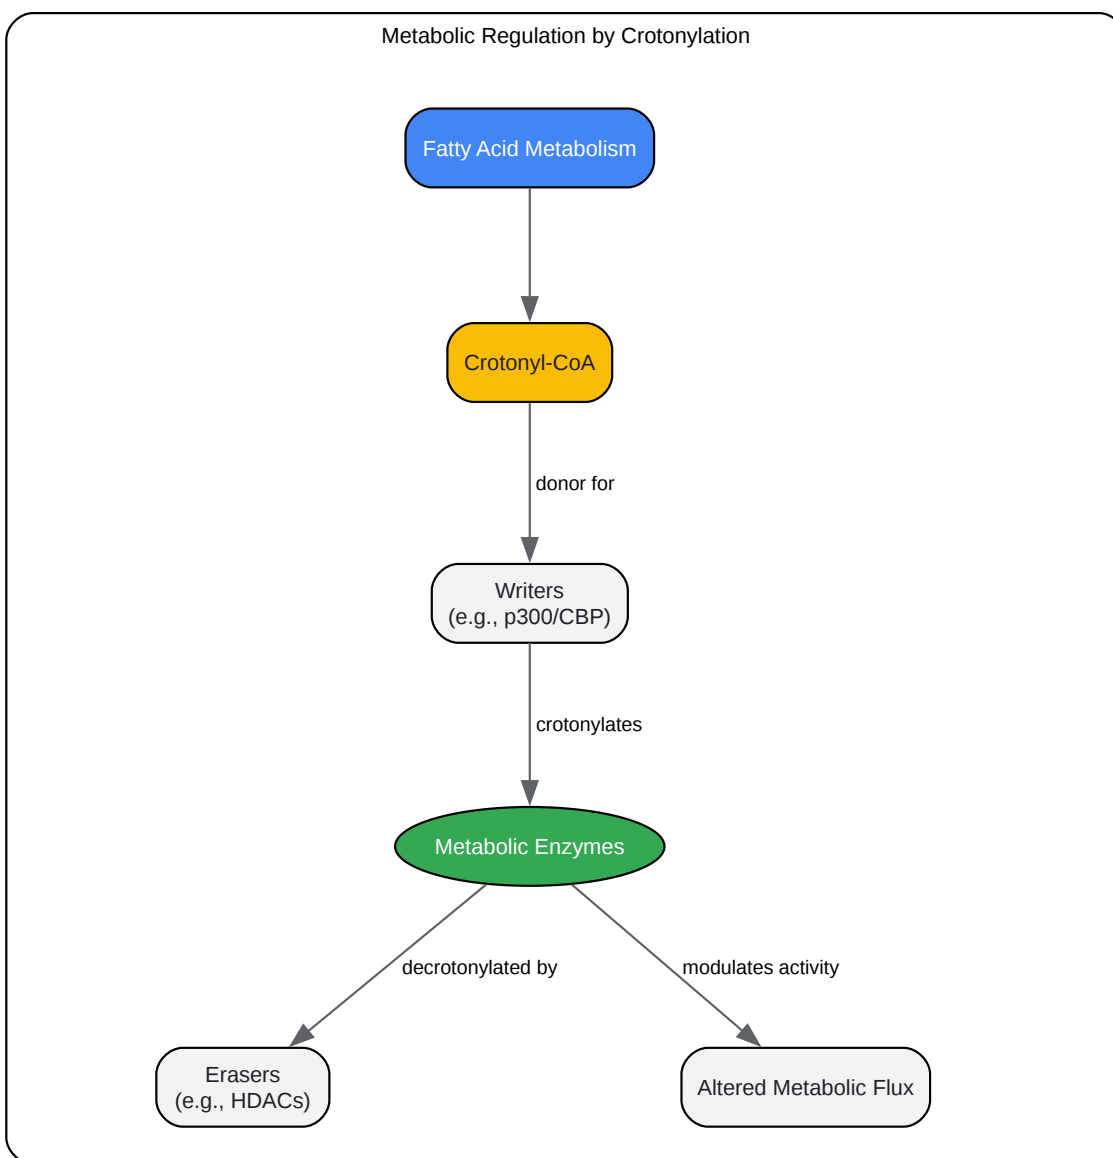 Metabolic Regulation by Crotonylation
Fatty Acid Metabolism
Crotonyl-CoA
donor for
Writers
(e.g., p300/CBP)
crotonylates
Metabolic Enzymes
decrotonylated by
modulates activity
Erasers
(e.g., HDACs)
Altered Metabolic Flux